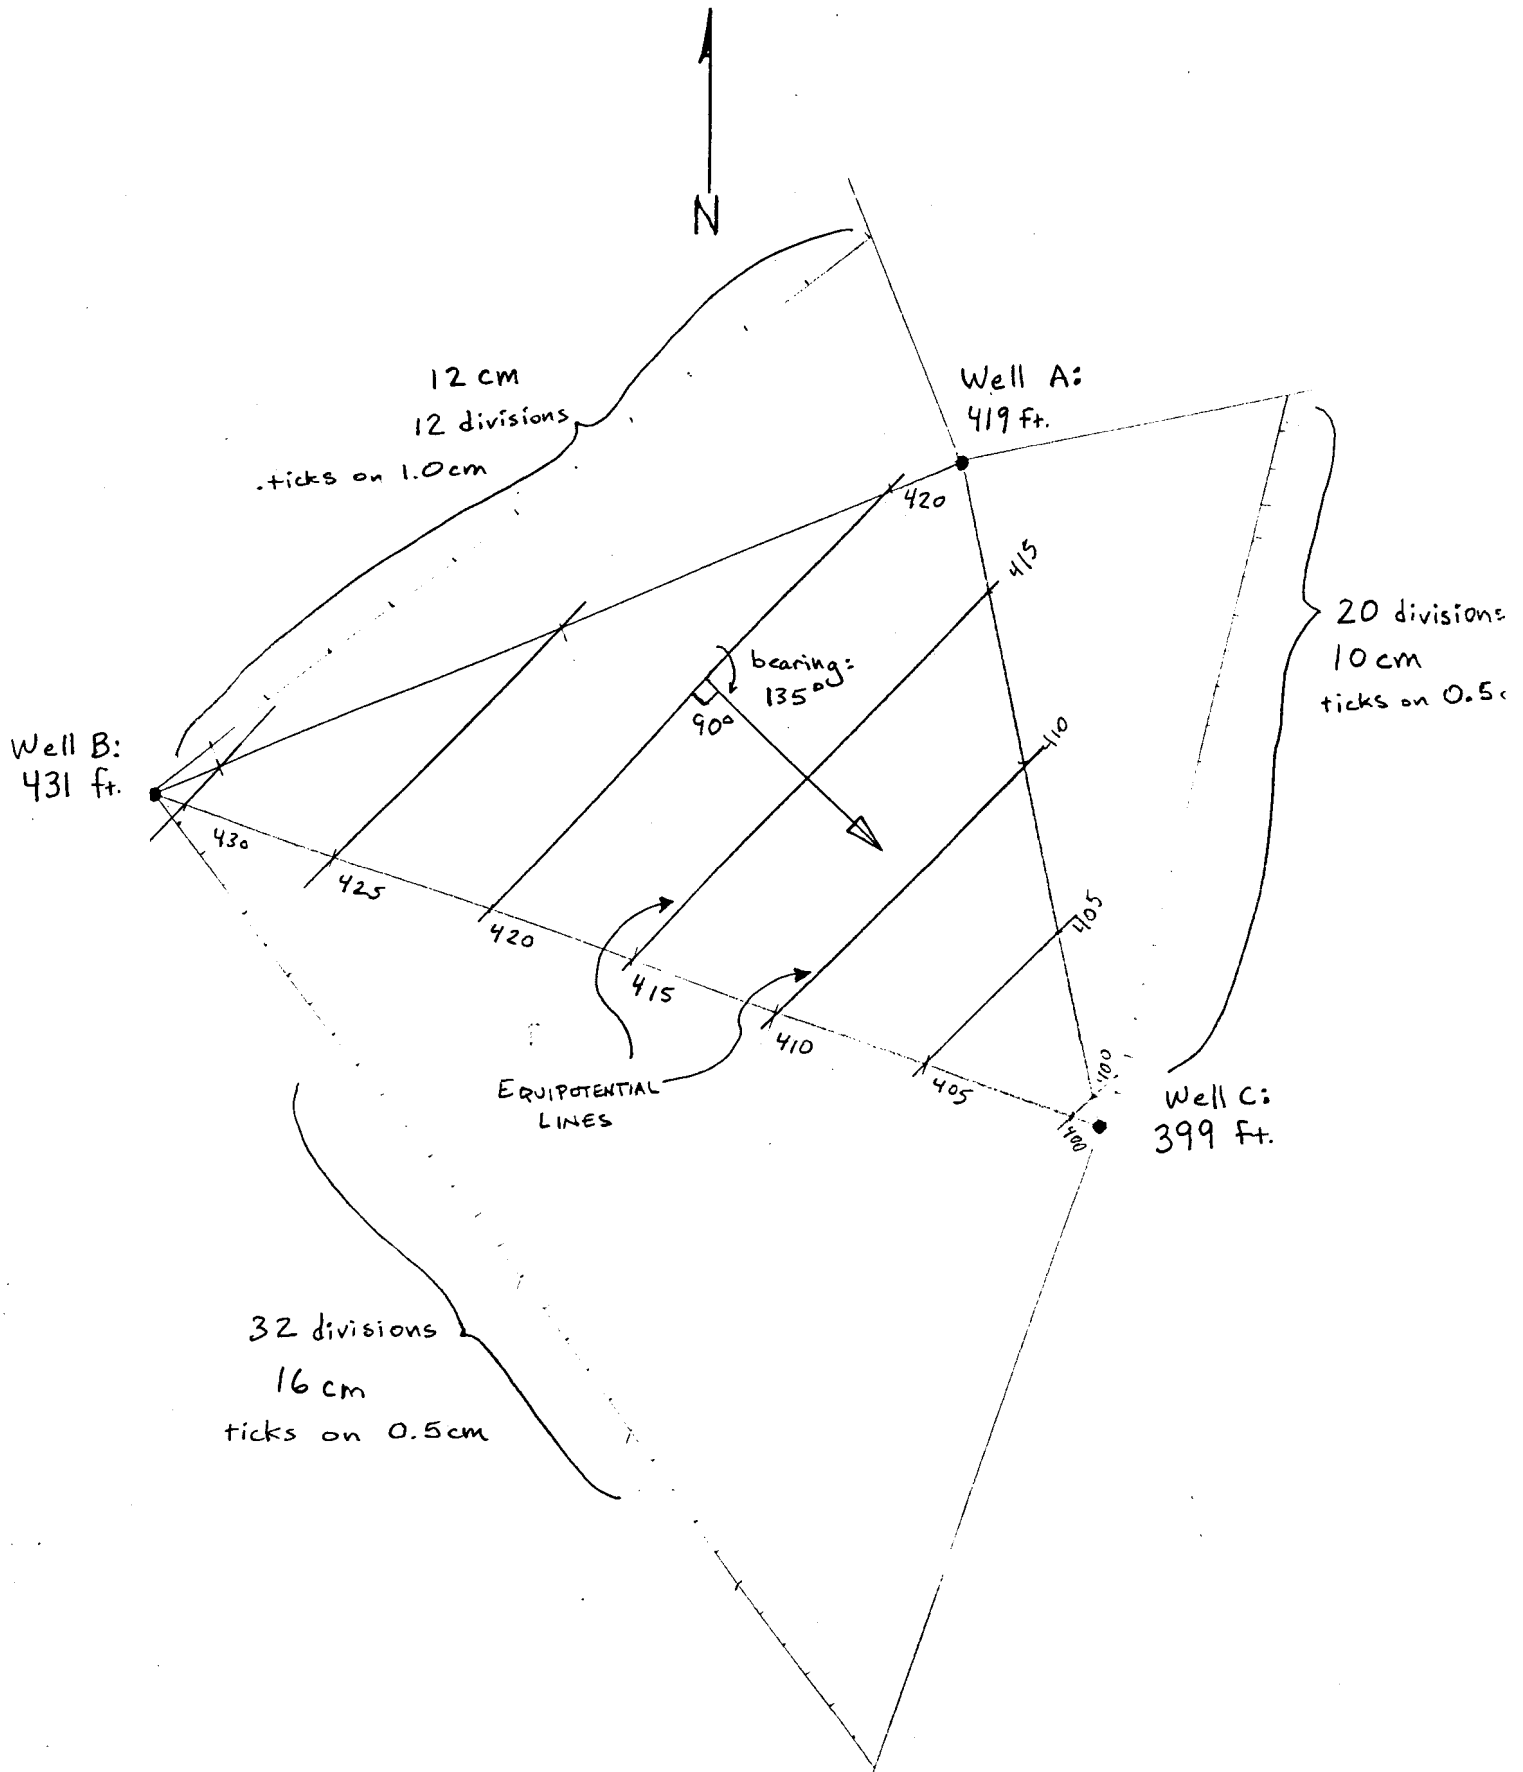 N
12 cm
12 divisions
ticks on 1.0cm
Well A:
419 ft.
420
415
bearing:
135°
90°
410
20 divisions
10 cm
ticks on 0.5
Well B:
431 ft.
430
425
420
415
410
405
405
400
400
EQUIPOTENTIAL
LINES
Well C:
399 ft.
32 divisions
16 cm
ticks on 0.5cm